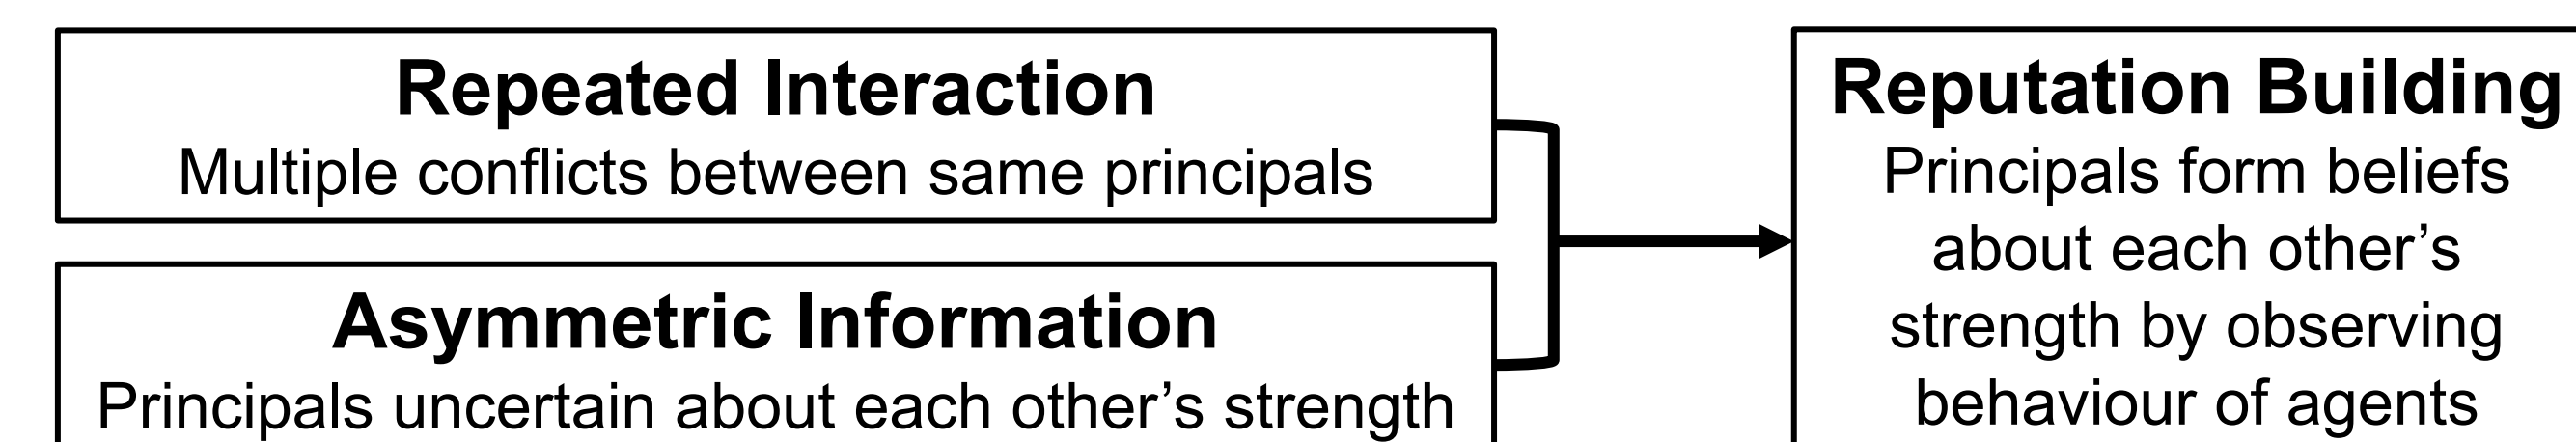 Repeated Interaction
Multiple conflicts between same principals
Asymmetric Information
Principals uncertain about each other’s strength
Reputation Building
Principals form beliefs
about each other’s
strength by observing
behaviour of agents